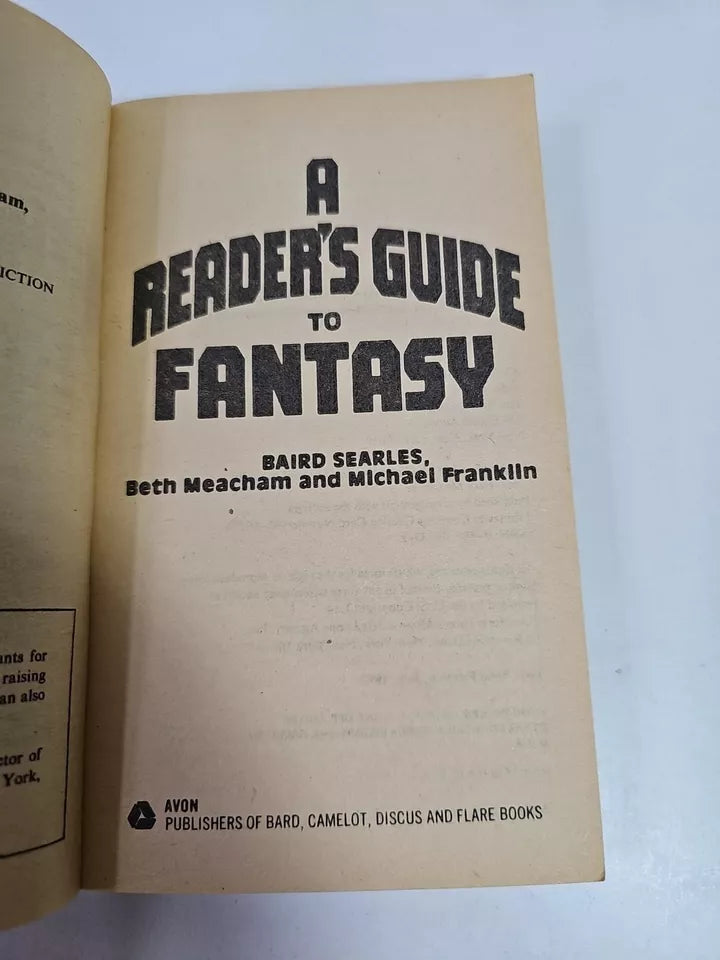 am,
ICTION
ants for
raising
an also
ctor of
York,
A
READER'S GUIDE
TO
FANTASY
BAIRD SEARLES,
Beth Meacham and Michael Franklin
AVON
PUBLISHERS OF BARD, CAMELOT, DISCUS AND FLARE BOOKS